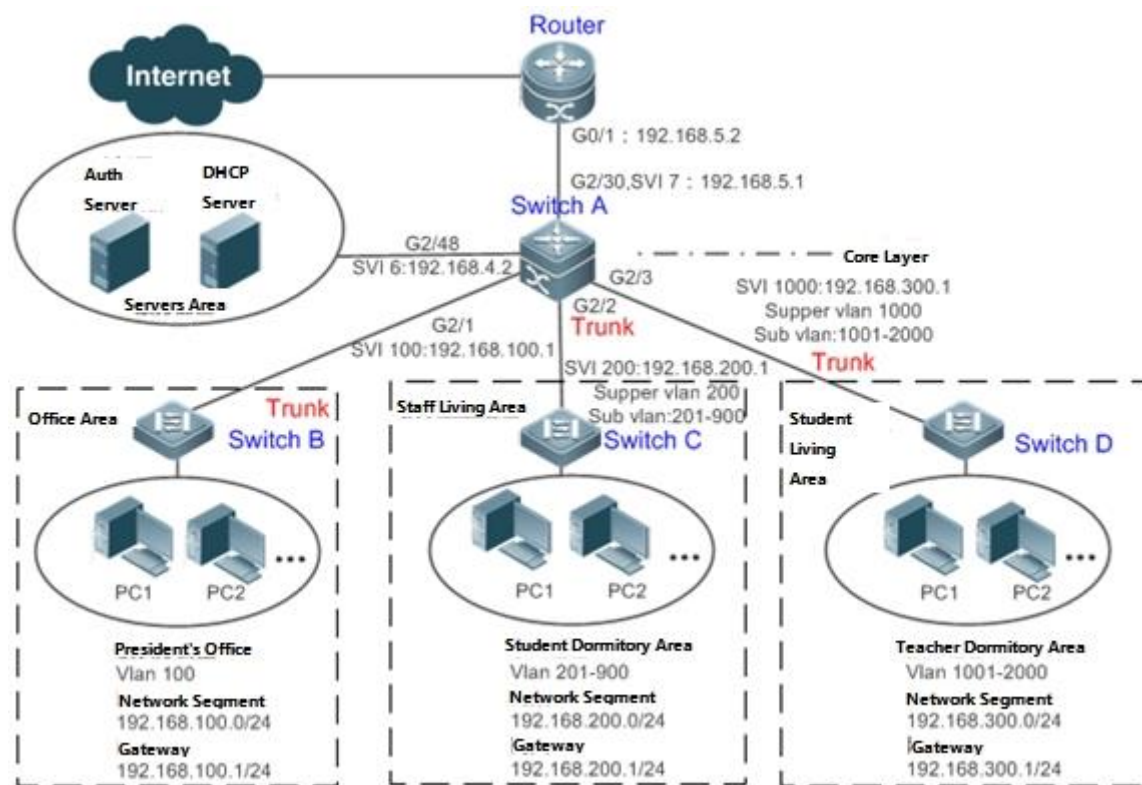 Router
Internet
G0/1 : 192.168.5.2
Auth
Server
DHCP
Server
G2/30,SVI 7 : 192.168.5.1
Switch A
G2/48
SVI 6:192.168.4.2
Servers Area
Core Layer
G2/3
SVI 1000:192.168.300.1
Supper vlan 1000
Sub vlan:1001-2000
Trunk
G2/2
Trunk
G2/1
SVI 100:192.168.100.1
SVI 200:192.168.200.1
Supper vlan 200
Sub vlan:201-900
Office Area
Trunk
Switch B
Staff Living Area
Switch C
Student
Living
Area
Switch D
PC1
PC2
...
PC1
PC2
...
PC1
PC2
...
President's Office
Vlan 100
Network Segment
192.168.100.0/24
Gateway
192.168.100.1/24
Student Dormitory Area
Vlan 201-900
Network Segment
192.168.200.0/24
Gateway
192.168.200.1/24
Teacher Dormitory Area
Vlan 1001-2000
Network Segment
192.168.300.0/24
Gateway
192.168.300.1/24